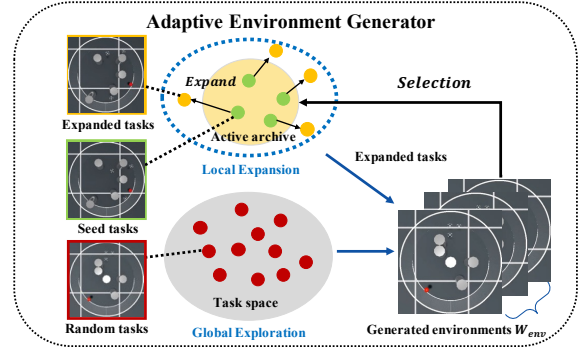 Adaptive Environment Generator
Expand
Selection
Expanded tasks
Active archive
Local Expansion
Expanded tasks
Seed tasks
Task space
Random tasks
Global Exploration
Generated environments W_env